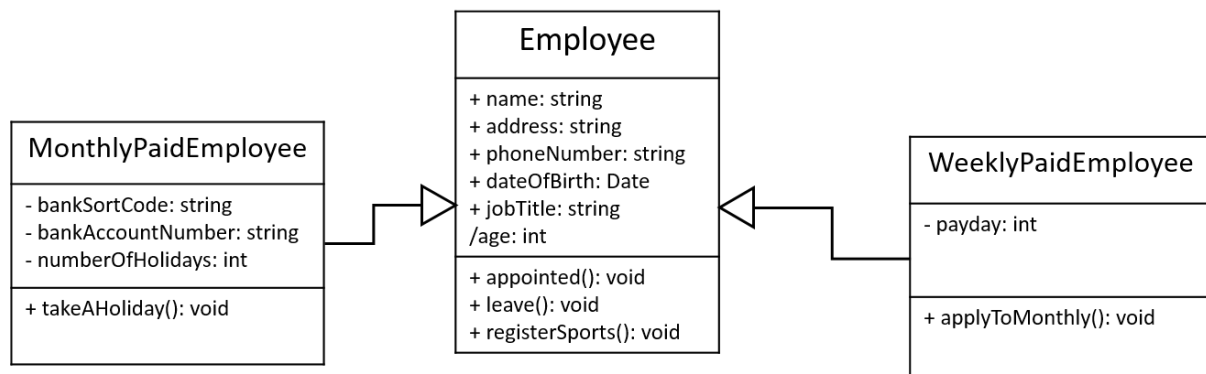 Employee
+ name: string
+ address: string
+ phoneNumber: string
+ dateOfBirth: Date
+ jobTitle: string
/age: int
+ appointed(): void
+ leave(): void
+ registerSports(): void
MonthlyPaidEmployee
- bankSortCode: string
- bankAccountNumber: string
- numberOfHolidays: int
+ takeAHoliday(): void
WeeklyPaidEmployee
- payday: int
+ applyToMonthly(): void